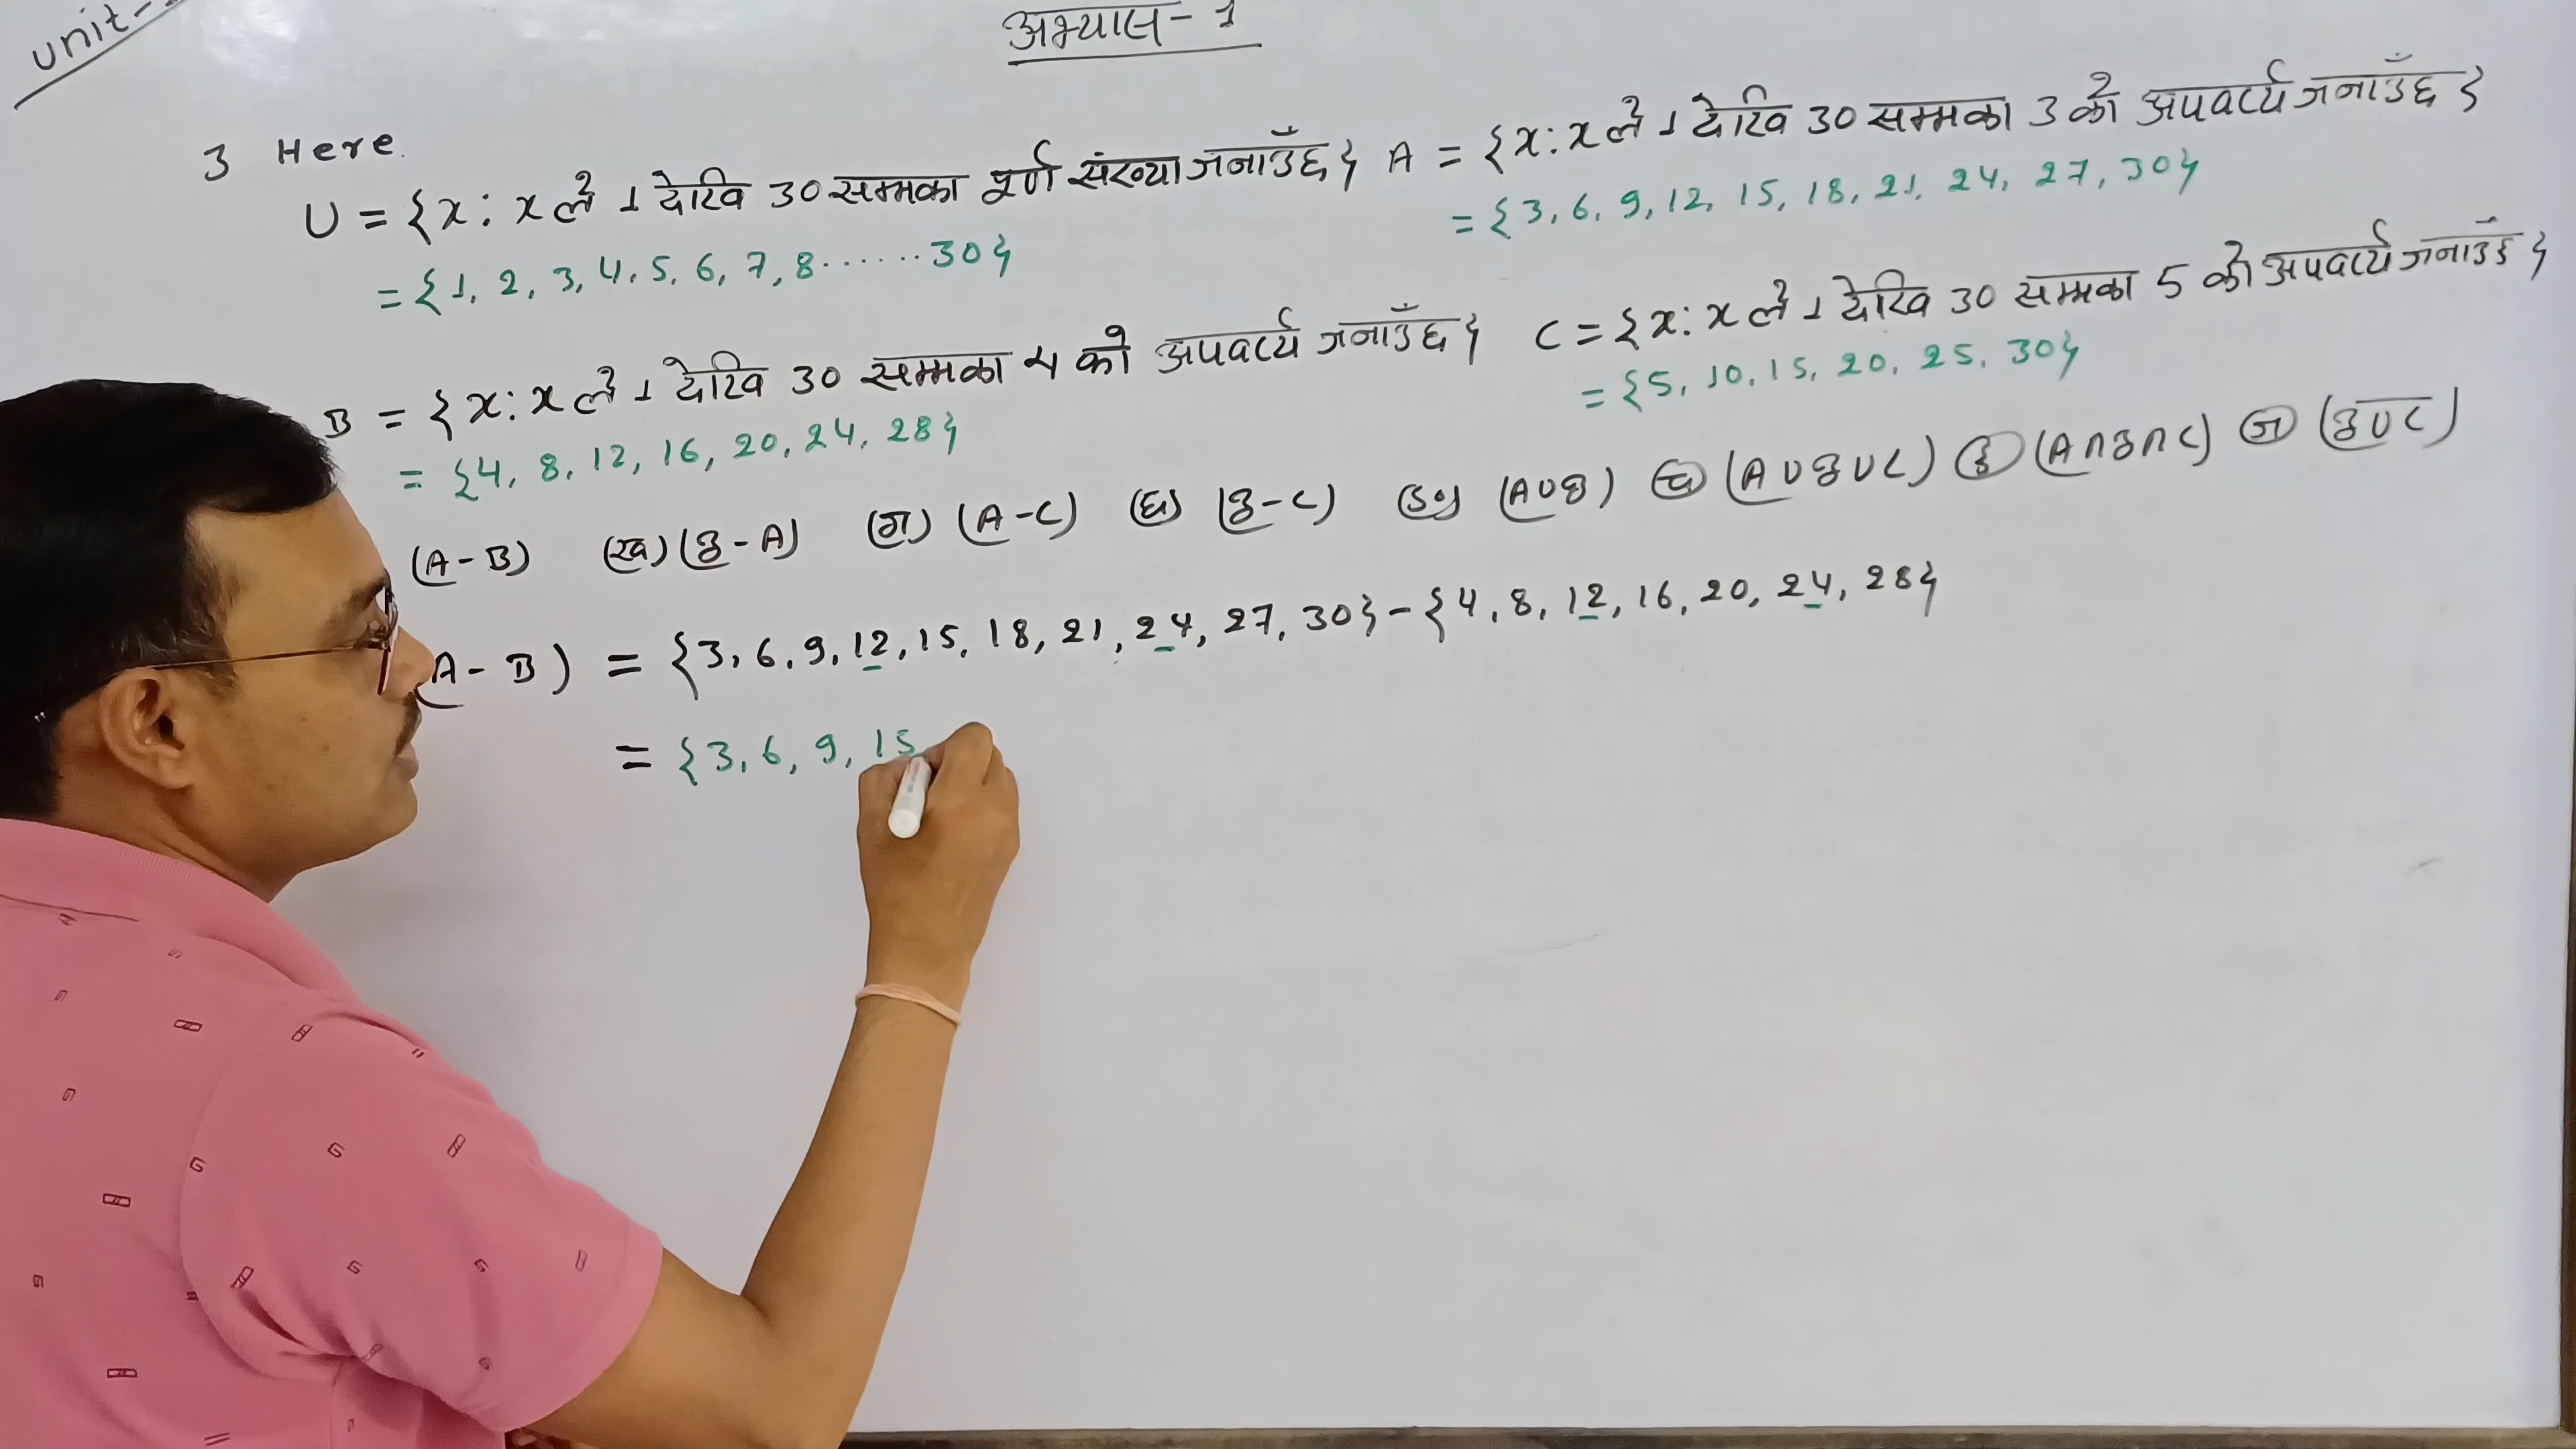 unit-
अभ्यास-1
3 Here.
U = {x : x ले 1 देखि 30 सम्मका पूर्ण संख्या जनाउँछ}
= {1, 2, 3, 4, 5, 6, 7, 8 ....... 30}
A = {x : x ले 1 देखि 30 सम्मका 3 को अपवर्त्य जनाउँछ}
= {3, 6, 9, 12, 15, 18, 21, 24, 27, 30}
B = {x : x ले 1 देखि 30 सम्मका 4 को अपवर्त्य जनाउँछ}
= {4, 8, 12, 16, 20, 24, 28}
C = {x : x ले 1 देखि 30 सम्मका 5 को अपवर्त्य जनाउँछ}
= {5, 10, 15, 20, 25, 30}
(A-B) (ख) (B-A) (ग) (A-C) (घ) (B-C) (ङ) (A∪B) (च) (A∪B∪C) (A∩B∩C) (ज) (B̅∪̅C̅)
(A-B) = {3, 6, 9, 12, 15, 18, 21, 24, 27, 30} - {4, 8, 12, 16, 20, 24, 28}
= {3, 6, 9, 15,